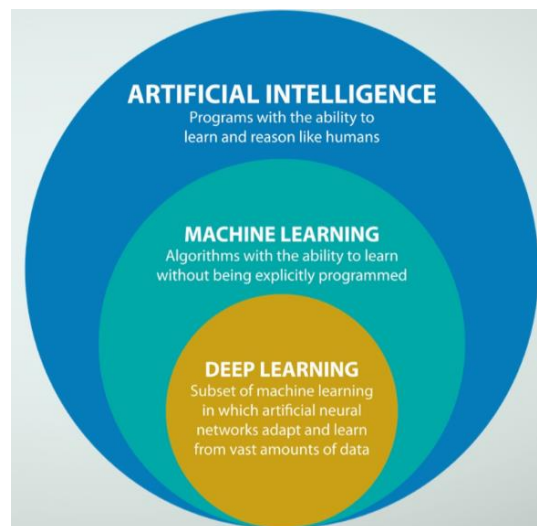 ARTIFICIAL INTELLIGENCE
Programs with the ability to
learn and reason like humans
MACHINE LEARNING
Algorithms with the ability to learn
without being explicitly programmed
DEEP LEARNING
Subset of machine learning
in which artificial neural
networks adapt and learn
from vast amounts of data